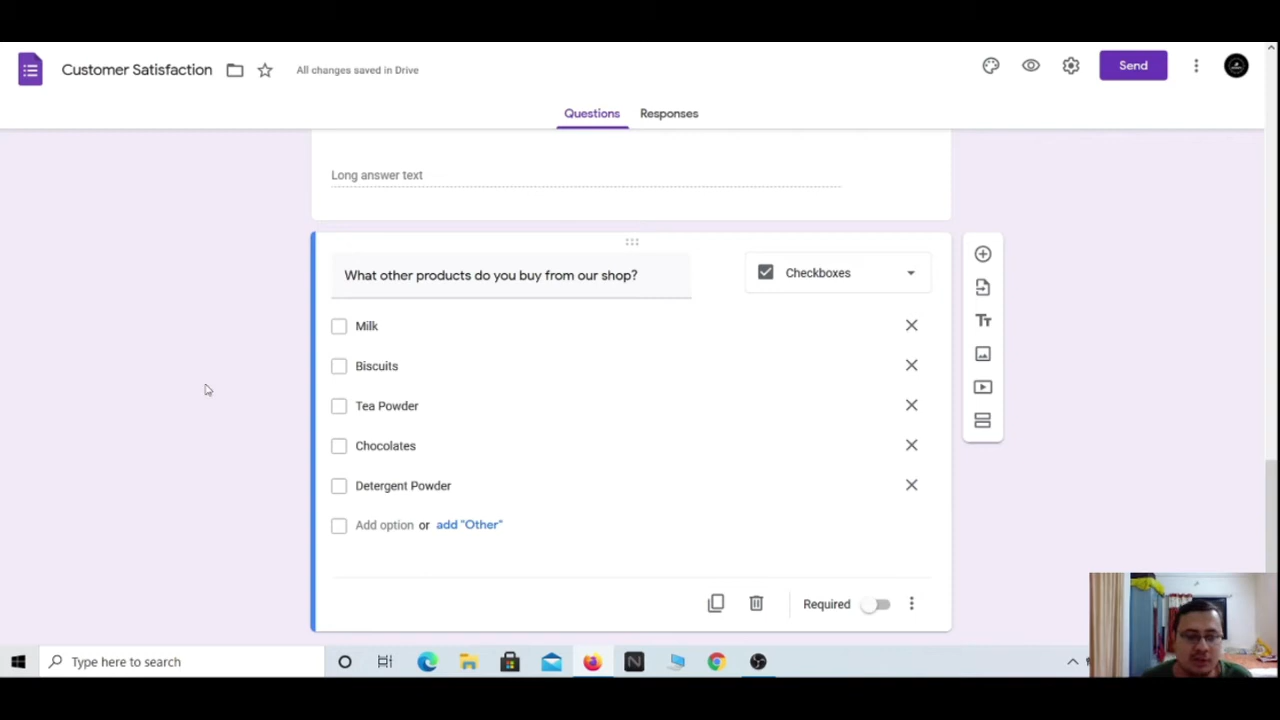 Customer Satisfaction
All changes saved in Drive
Send
Questions
Responses
Long answer text
What other products do you buy from our shop?
Checkboxes
Milk
Biscuits
Tea Powder
Chocolates
Detergent Powder
Add option or add "Other"
Required
Type here to search